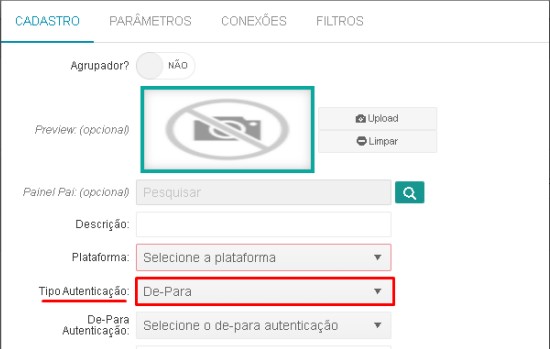 CADASTRO PARÂMETROS CONEXÕES FILTROS
Agrupador? NÃO
Preview: (opcional)
Upload
Limpar
Painel Pai: (opcional) Pesquisar
Descrição:
Plataforma: Selecione a plataforma
Tipo Autenticação: De-Para
De-Para
Autenticação: Selecione o de-para autenticação